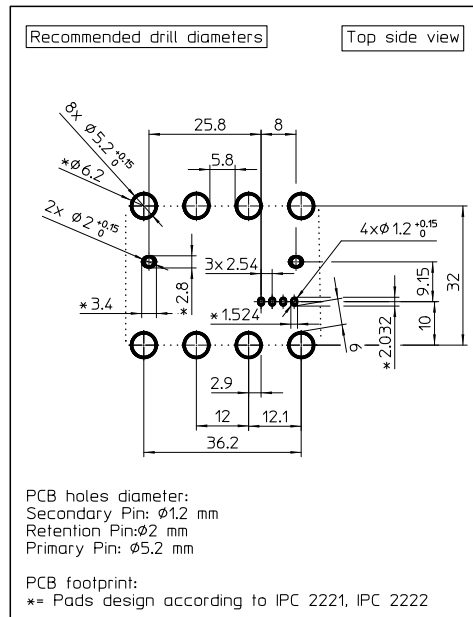 Recommended drill diameters
Top side view
25.8
8
8x Ø5.2 +0.15 0
5.8
*Ø6.2
2x Ø2 +0.15 0
4xØ1.2 +0.15 0
3x2.54
*3.4
*2.8
*1.524
9
*2.032
9.15
10
32
2.9
12
12.1
36.2
PCB holes diameter:
Secondary Pin: Ø1.2 mm
Retention Pin:Ø2 mm
Primary Pin: Ø5.2 mm
PCB footprint:
*= Pads design according to IPC 2221, IPC 2222